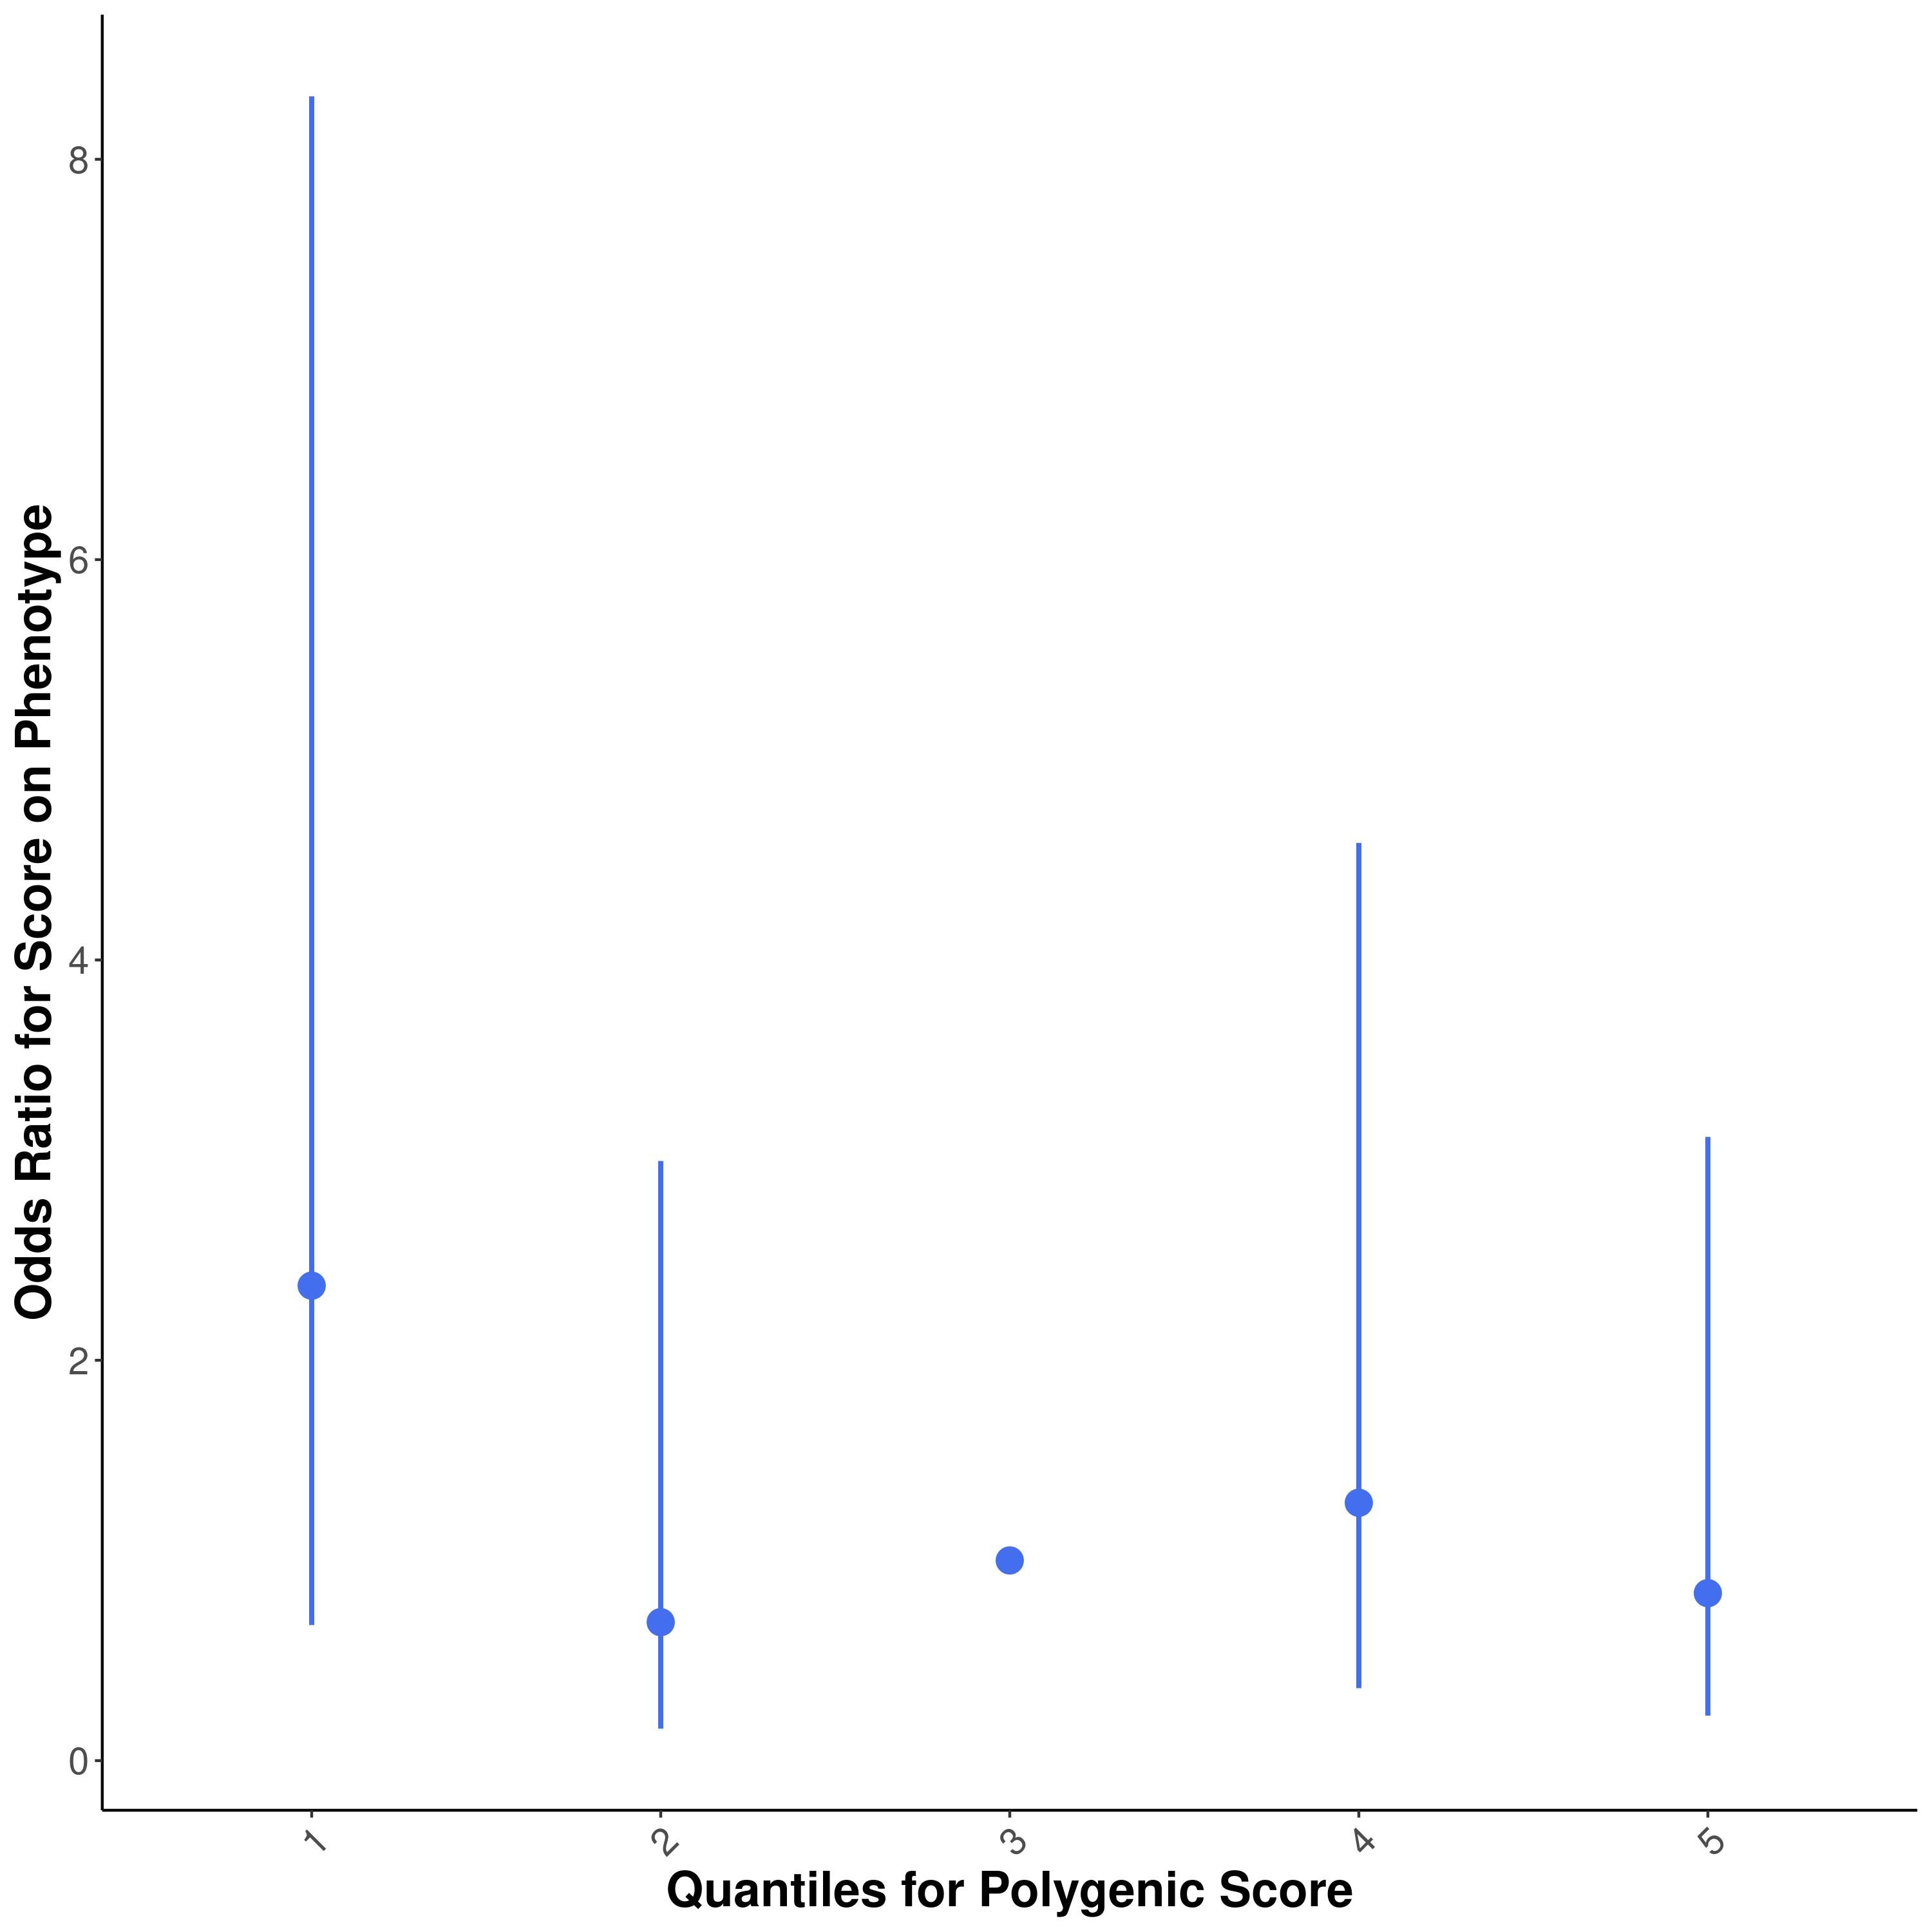 Odds Ratio for Score on Phenotype
8
6
4
2
0
1 2 3 4 5
Quantiles for Polygenic Score